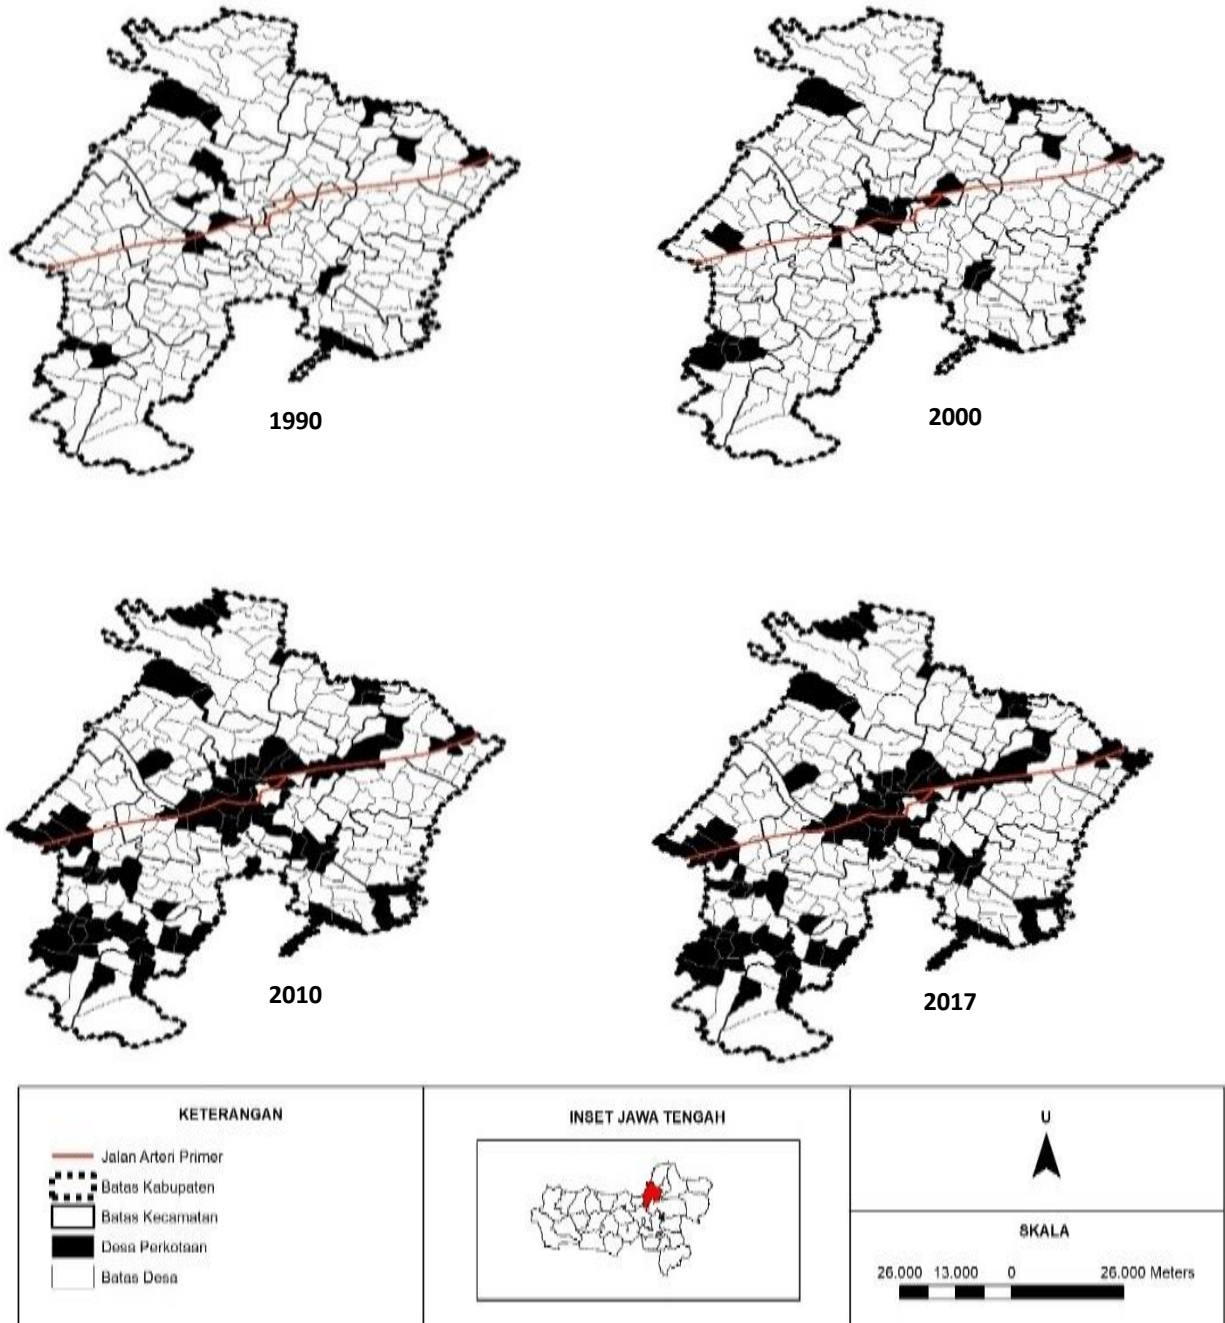 1990
2000
2010
2017
KETERANGAN
Jalan Arteri Primer
Batas Kabupaten
Batas Kecamatan
Desa Perkotaan
Batas Desa
INSET JAWA TENGAH
U
SKALA
26.000 13.000 0 26.000 Meters